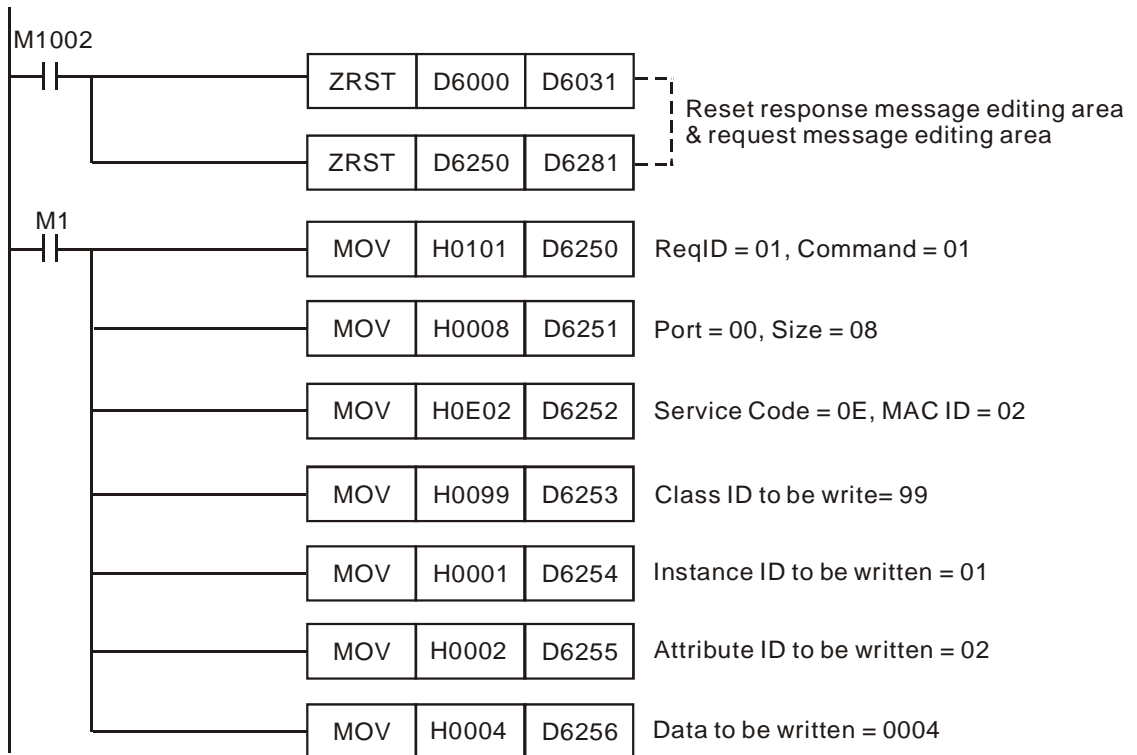 M1002
ZRST D6000 D6031
Reset response message editing area
& request message editing area
ZRST D6250 D6281
M1
MOV H0101 D6250 ReqID = 01, Command = 01
MOV H0008 D6251 Port = 00, Size = 08
MOV H0E02 D6252 Service Code = 0E, MAC ID = 02
MOV H0099 D6253 Class ID to be write= 99
MOV H0001 D6254 Instance ID to be written = 01
MOV H0002 D6255 Attribute ID to be written = 02
MOV H0004 D6256 Data to be written = 0004